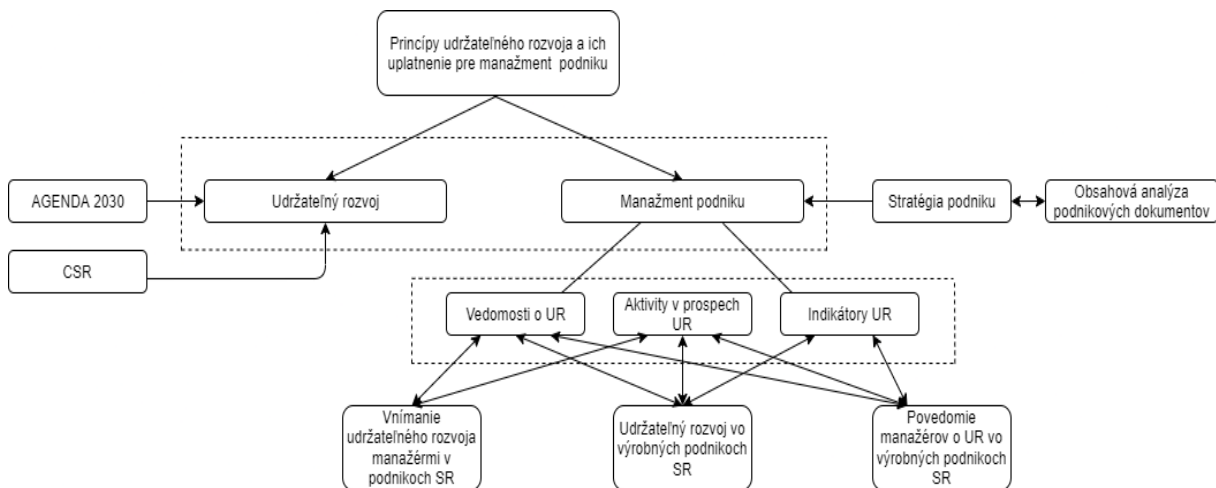 Princípy udržateľného rozvoja a ich
uplatnenie pre manažment podniku
AGENDA 2030
Udržateľný rozvoj
Manažment podniku
Stratégia podniku
Obsahová analýza
podnikových dokumentov
CSR
Vedomosti o UR
Aktivity v prospech
UR
Indikátory UR
Vnímanie
udržateľného rozvoja
manažérmi v
podnikoch SR
Udržateľný rozvoj vo
výrobných podnikoch
SR
Povedomie
manažérov o UR vo
výrobných podnikoch
SR